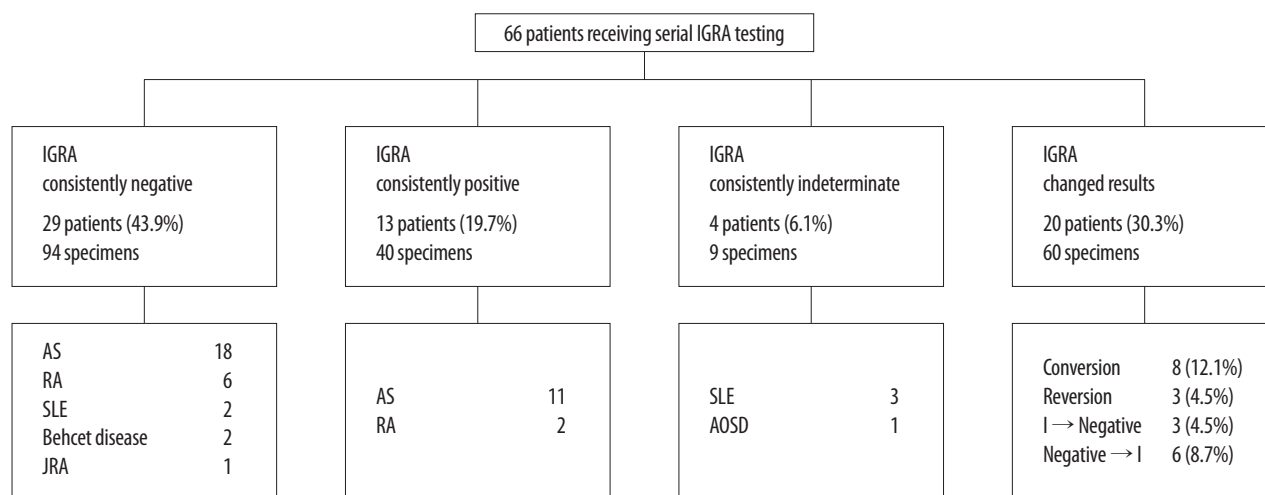 66 patients receiving serial IGRA testing
IGRA
consistently negative
29 patients (43.9%)
94 specimens
IGRA
consistently positive
13 patients (19.7%)
40 specimens
IGRA
consistently indeterminate
4 patients (6.1%)
9 specimens
IGRA
changed results
20 patients (30.3%)
60 specimens
AS 18
RA 6
SLE 2
Behcet disease 2
JRA 1
AS 11
RA 2
SLE 3
AOSD 1
Conversion 8 (12.1%)
Reversion 3 (4.5%)
I → Negative 3 (4.5%)
Negative → I 6 (8.7%)